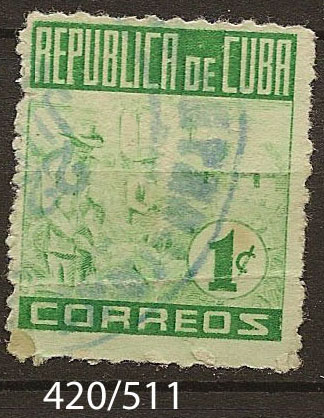 REPUBLICA DE CUBA
1¢
CORREOS
420/511